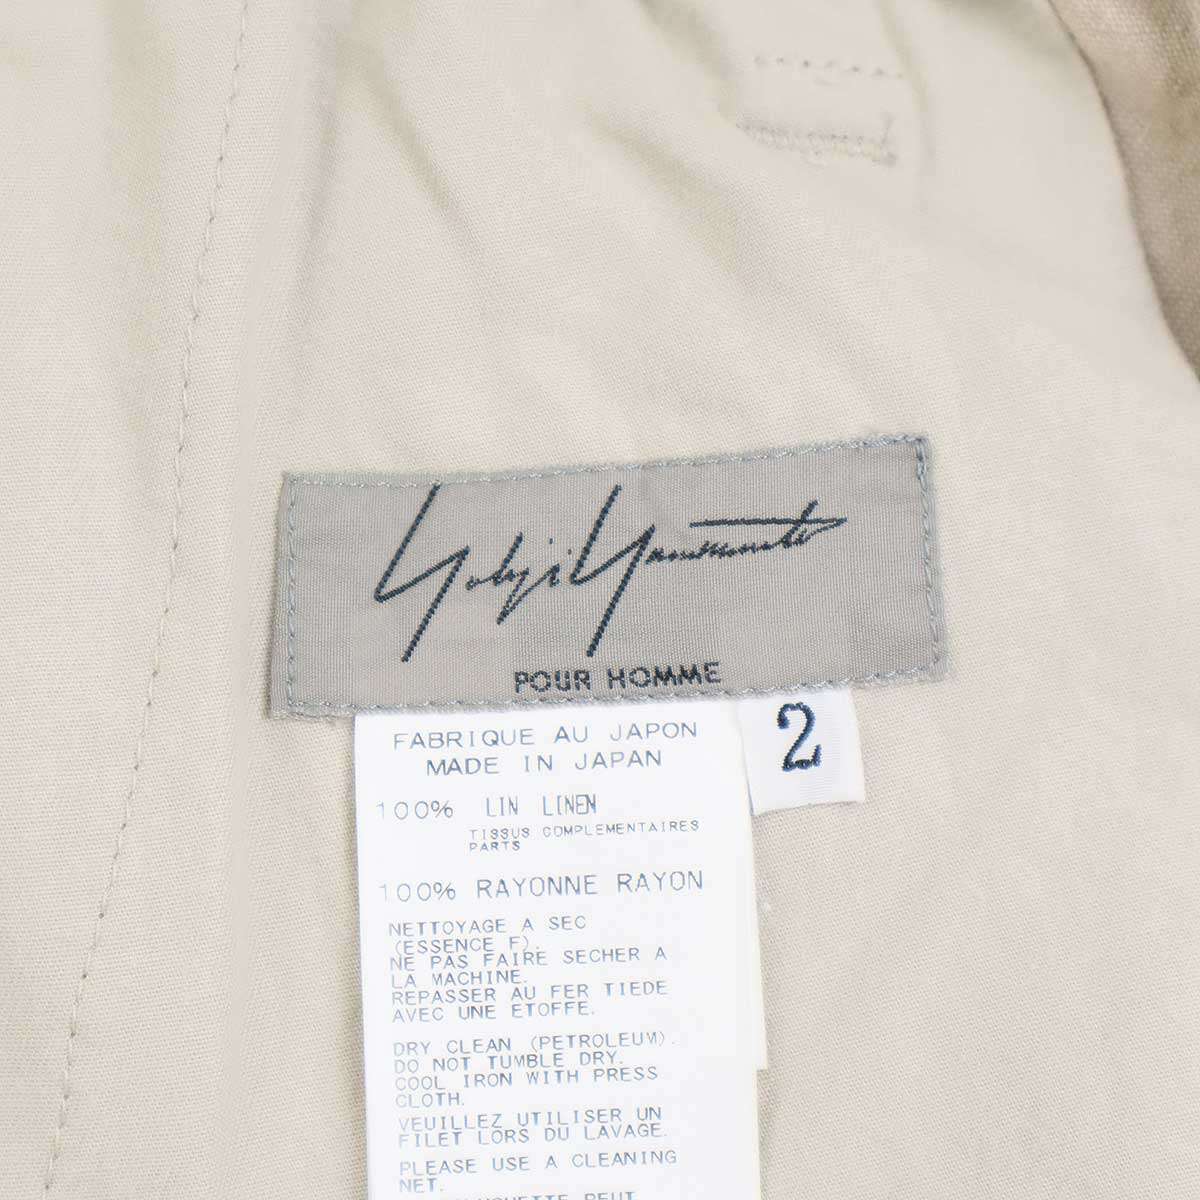 Yohji Yamamoto
POUR HOMME
2
FABRIQUE AU JAPON
MADE IN JAPAN
100% LIN LINEN
TISSUS COMPLEMENTAIRES
PARTS
100% RAYONNE RAYON
NETTOYAGE A SEC
(ESSENCE F).
NE PAS FAIRE SECHER A
LA MACHINE.
REPASSER AU FER TIEDE
AVEC UNE ETOFFE.
DRY CLEAN (PETROLEUM).
DO NOT TUMBLE DRY.
COOL IRON WITH PRESS
CLOTH.
VEUILLEZ UTILISER UN
FILET LORS DU LAVAGE.
PLEASE USE A CLEANING
NET.
PEUT